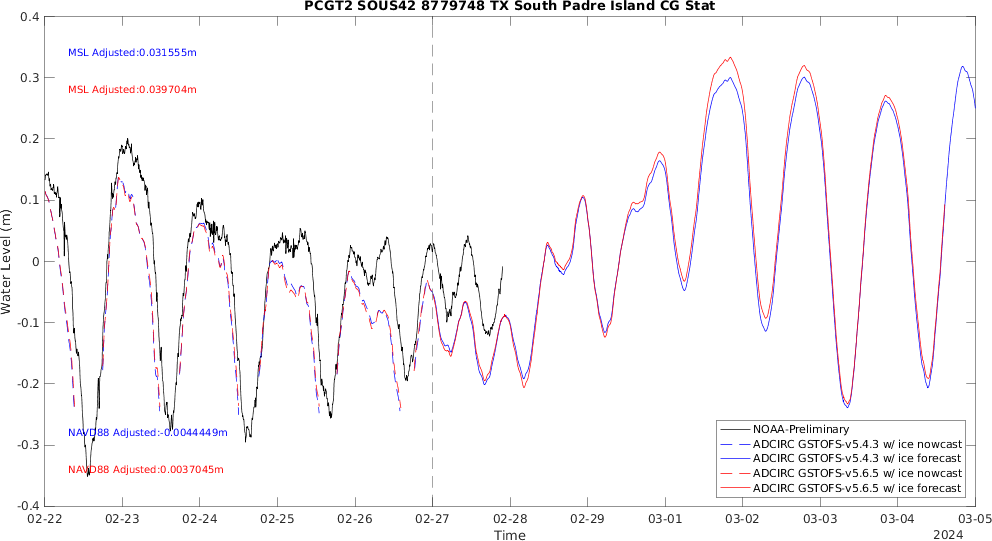 PCGT2 SOUS42 8779748 TX South Padre Island CG Stat
0.4
0.3
0.2
0.1
0
-0.1
-0.2
-0.3
-0.4
Water Level (m)
MSL Adjusted:0.031555m
MSL Adjusted:0.039704m
NAVD88 Adjusted:-0.0044449m
NAVD88 Adjusted:0.0037045m
NOAA-Preliminary
ADCIRC GSTOFS-v5.4.3 w/ ice nowcast
ADCIRC GSTOFS-v5.4.3 w/ ice forecast
ADCIRC GSTOFS-v5.6.5 w/ ice nowcast
ADCIRC GSTOFS-v5.6.5 w/ ice forecast
02-22 02-23 02-24 02-25 02-26 02-27 02-28 02-29 03-01 03-02 03-03 03-04 03-05
Time
2024